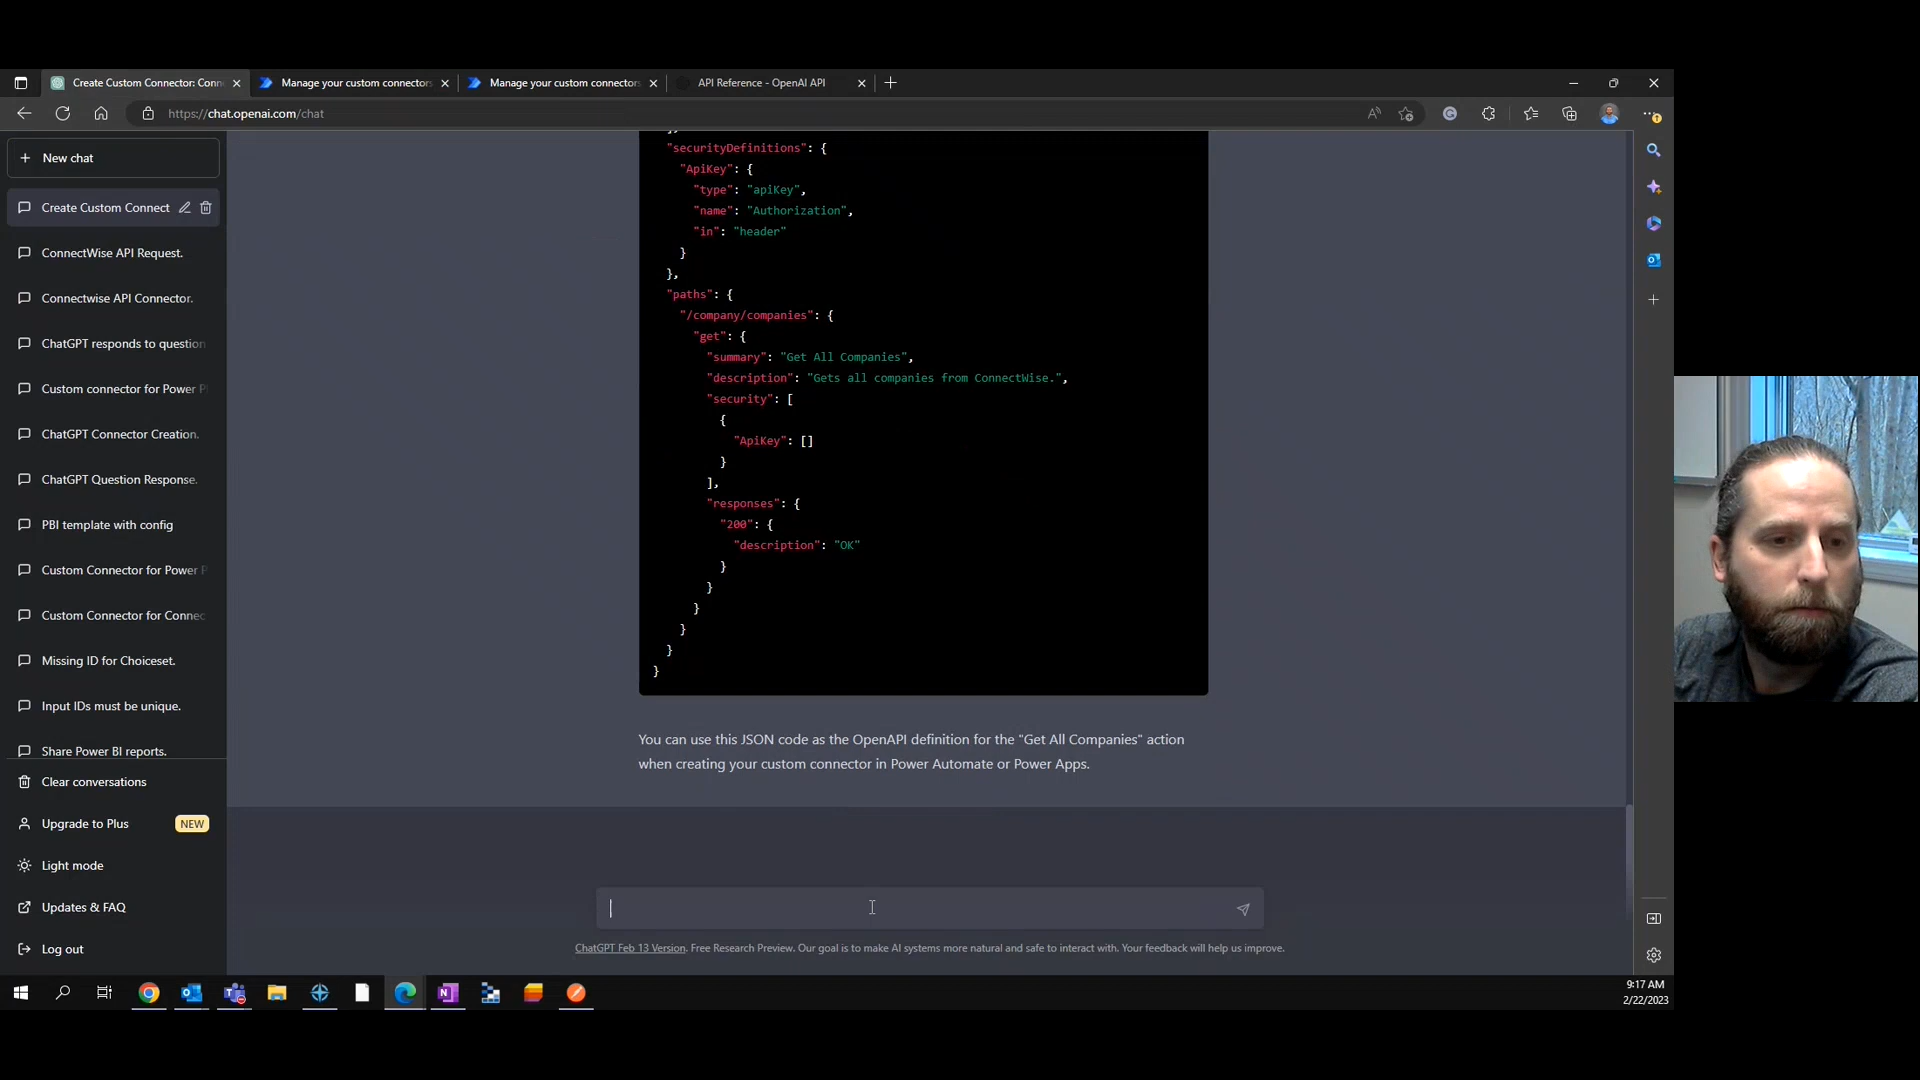 Create Custom Connector: Conn
Manage your custom connectors
Manage your custom connectors
API Reference - OpenAI API
https://chat.openai.com/chat
New chat
Create Custom Connect
ConnectWise API Request.
Connectwise API Connector.
ChatGPT responds to question
Custom connector for Power P
ChatGPT Connector Creation.
ChatGPT Question Response.
PBI template with config
Custom Connector for Power P
Custom Connector for Connec
Missing ID for Choiceset.
Input IDs must be unique.
Share Power BI reports.
Clear conversations
Upgrade to Plus NEW
Light mode
Updates & FAQ
Log out
],
"securityDefinitions": {
"ApiKey": {
"type": "apiKey",
"name": "Authorization",
"in": "header"
}
},
"paths": {
"/company/companies": {
"get": {
"summary": "Get All Companies",
"description": "Gets all companies from ConnectWise.",
"security": [
{
"ApiKey": []
}
],
"responses": {
"200": {
"description": "OK"
}
}
}
}
}
}
You can use this JSON code as the OpenAPI definition for the "Get All Companies" action
when creating your custom connector in Power Automate or Power Apps.
ChatGPT Feb 13 Version. Free Research Preview. Our goal is to make AI systems more natural and safe to interact with. Your feedback will help us improve.
9:17 AM
2/22/2023